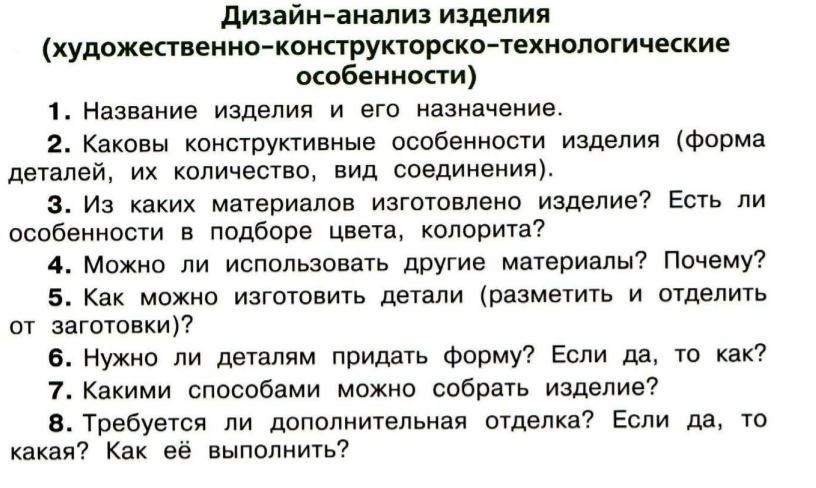 Дизайн-анализ изделия
(художественно-конструкторско-технологические
особенности)
1. Название изделия и его назначение.
2. Каковы конструктивные особенности изделия (форма
деталей, их количество, вид соединения).
3. Из каких материалов изготовлено изделие? Есть ли
особенности в подборе цвета, колорита?
4. Можно ли использовать другие материалы? Почему?
5. Как можно изготовить детали (разметить и отделить
от заготовки)?
6. Нужно ли деталям придать форму? Если да, то как?
7. Какими способами можно собрать изделие?
8. Требуется ли дополнительная отделка? Если да, то
какая? Как её выполнить?